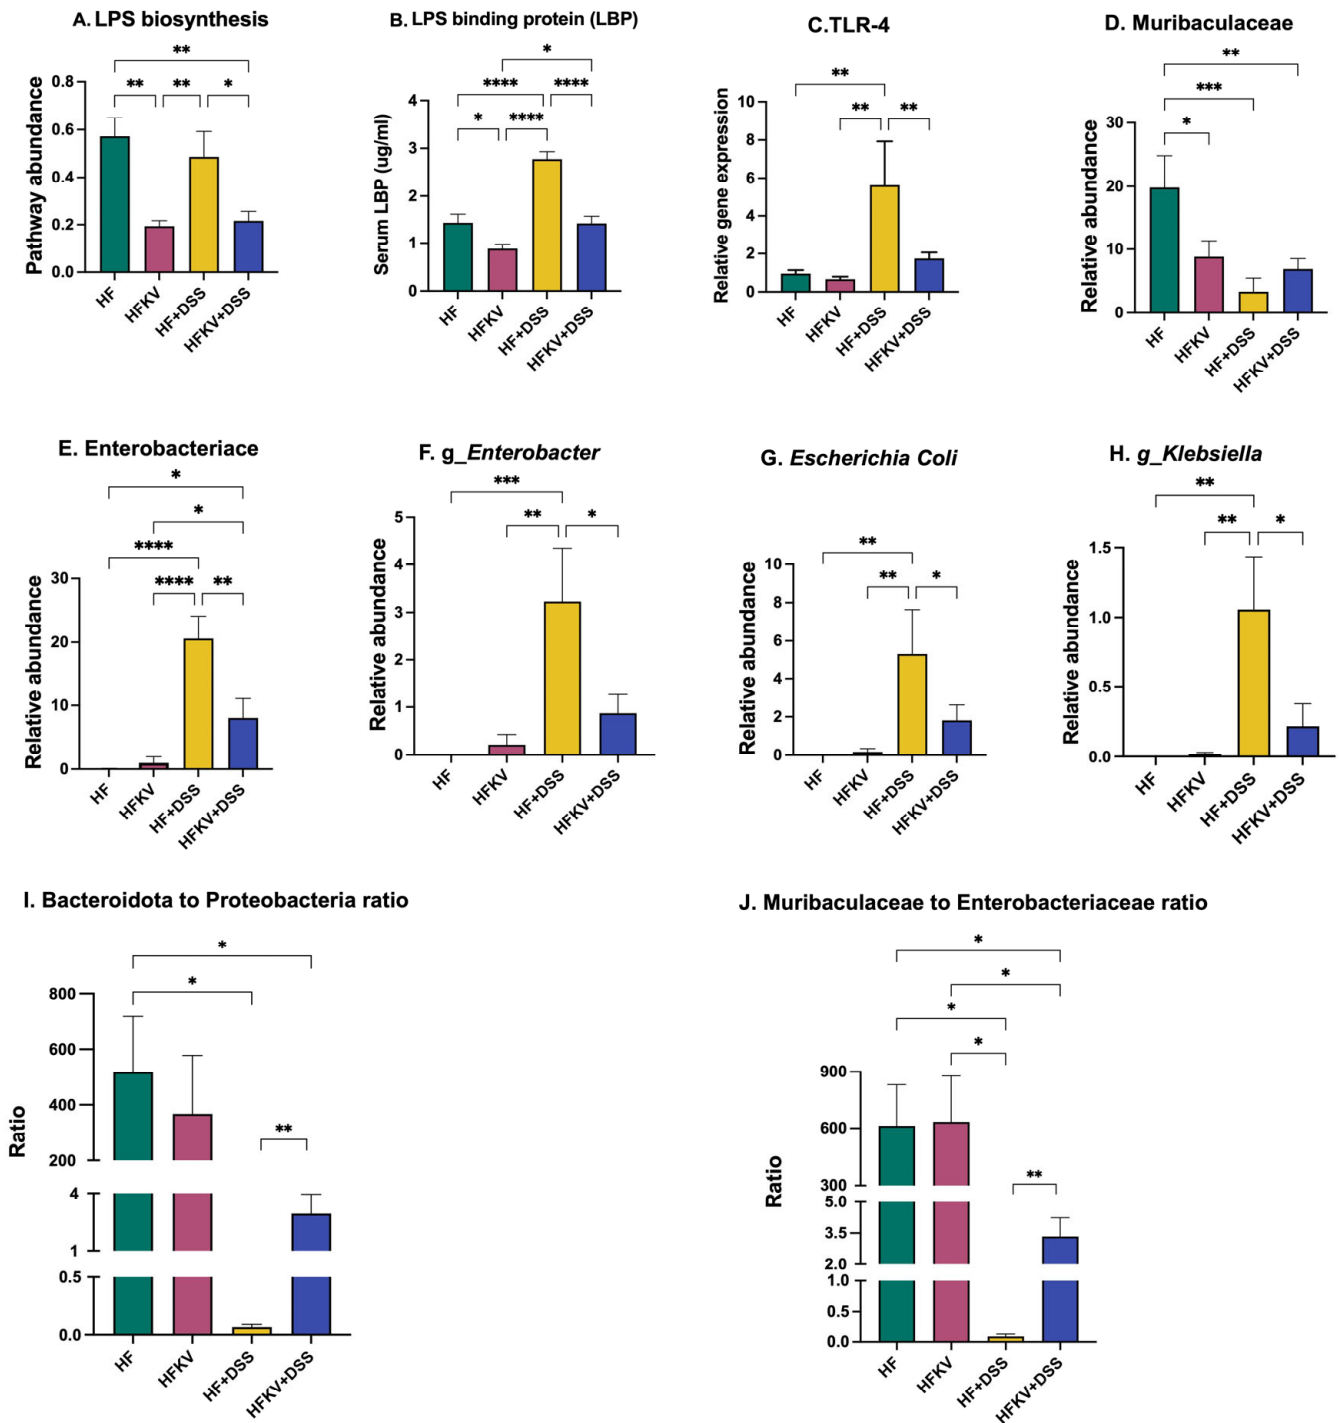 A. LPS biosynthesis
** 
** ** *
Pathway abundance
0.8
0.6
0.4
0.2
0.0
HF
HFKV
HF+DSS
HFKV+DSS
B. LPS binding protein (LBP)
*
**** ****
* ****
Serum LBP (ug/ml)
4
3
2
1
0
HF
HFKV
HF+DSS
HFKV+DSS
C.TLR-4
**
** **
Relative gene expression
10
8
6
4
2
0
HF
HFKV
HF+DSS
HFKV+DSS
D. Muribaculaceae
**
***
*
Relative abundance
30
20
10
0
HF
HFKV
HF+DSS
HFKV+DSS
E. Enterobacteriace
*
*
****
**** **
Relative abundance
30
20
10
0
HF
HFKV
HF+DSS
HFKV+DSS
F. g_Enterobacter
***
** *
Relative abundance
5
4
3
2
1
0
HF
HFKV
HF+DSS
HFKV+DSS
G. Escherichia Coli
**
** *
Relative abundance
10
8
6
4
2
0
HF
HFKV
HF+DSS
HFKV+DSS
H. g_Klebsiella
**
** *
Relative abundance
1.5
1.0
0.5
0.0
HF
HFKV
HF+DSS
HFKV+DSS
I. Bacteroidota to Proteobacteria ratio
*
*
**
Ratio
800
600
400
200
4
1
0.5
0.0
HF
HFKV
HF+DSS
HFKV+DSS
J. Muribaculaceae to Enterobacteriaceae ratio
*
*
*
*
**
Ratio
900
600
300
5.0
3.5
2.0
1.0
0.5
0.0
HF
HFKV
HF+DSS
HFKV+DSS